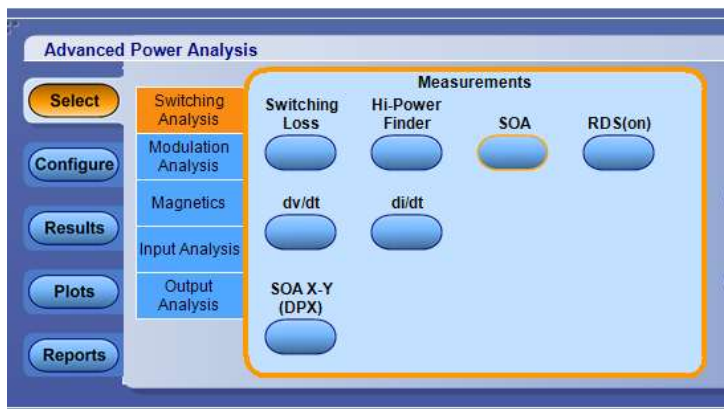 Advanced Power Analysis
Select
Configure
Results
Plots
Reports
Switching
Analysis
Modulation
Analysis
Magnetics
Input Analysis
Output
Analysis
Measurements
Switching
Loss
Hi-Power
Finder
SOA
RDS(on)
dv/dt
di/dt
SOA X-Y
(DPX)